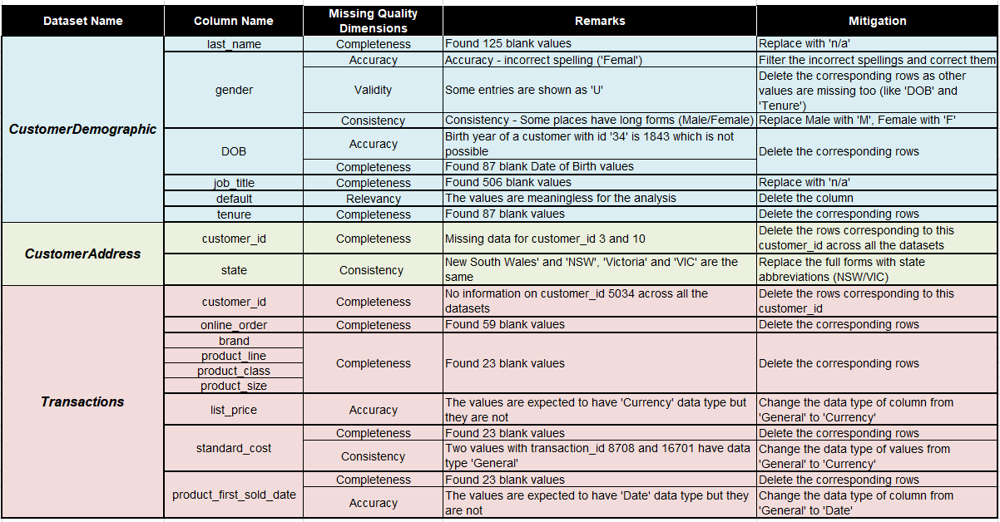 Dataset Name
Column Name
Missing Quality
Dimensions
Remarks
Mitigation
CustomerDemographic
last_name
Completeness
Found 125 blank values
Replace with 'n/a'
gender
Accuracy
Accuracy - incorrect spelling ('Femal')
Filter the incorrect spellings and correct them
Validity
Some entries are shown as 'U'
Delete the corresponding rows as other
values are missing too (like 'DOB' and
'Tenure')
Consistency
Consistency - Some places have long forms (Male/Female)
Replace Male with 'M', Female with 'F'
DOB
Accuracy
Birth year of a customer with id '34' is 1843 which is not
possible
Delete the corresponding rows
Completeness
Found 87 blank Date of Birth values
job_title
Completeness
Found 506 blank values
Replace with 'n/a'
default
Relevancy
The values are meaningless for the analysis
Delete the column
tenure
Completeness
Found 87 blank values
Delete the corresponding rows
CustomerAddress
customer_id
Completeness
Missing data for customer_id 3 and 10
Delete the rows corresponding to this
customer_id across all the datasets
state
Consistency
New South Wales' and 'NSW', 'Victoria' and 'VIC' are the
same
Replace the full forms with state
abbreviations (NSW/VIC)
Transactions
customer_id
Completeness
No information on customer_id 5034 across all the
datasets
Delete the rows corresponding to this
customer_id
online_order
Completeness
Found 59 blank values
Delete the corresponding rows
brand
product_line
product_class
product_size
Completeness
Found 23 blank values
Delete the corresponding rows
list_price
Accuracy
The values are expected to have 'Currency' data type but
they are not
Change the data type of column from
'General' to 'Currency'
standard_cost
Completeness
Found 23 blank values
Delete the corresponding rows
Consistency
Two values with transaction_id 8708 and 16701 have data
type 'General'
Change the data type of values from
'General' to 'Currency'
product_first_sold_date
Completeness
Found 23 blank values
Delete the corresponding rows
Accuracy
The values are expected to have 'Date' data type but they
are not
Change the data type of column from
'General' to 'Date'